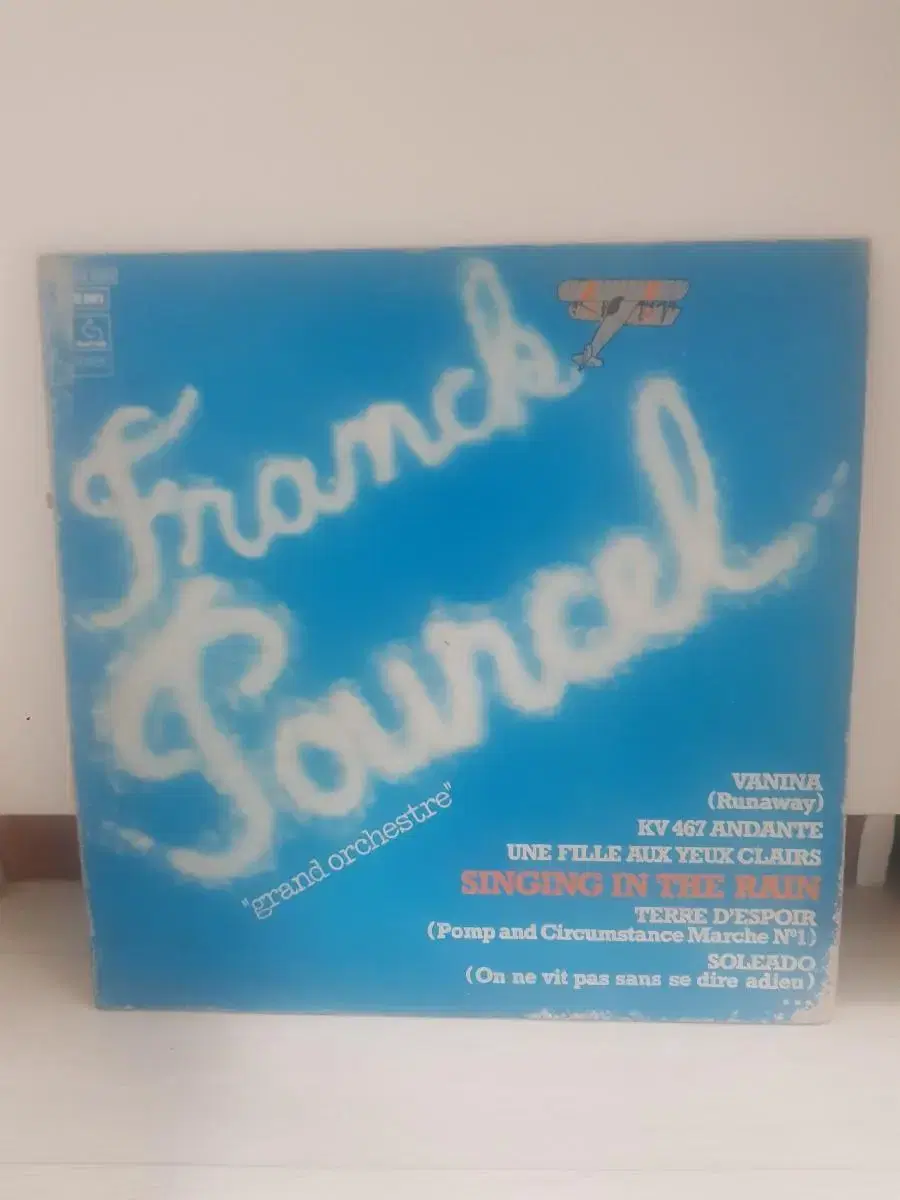 Franck
Pourcel
"grand orchestre"
VANINA
(Runaway)
KV 467 ANDANTE
UNE FILLE AUX YEUX CLAIRS
SINGING IN THE RAIN
TERRE D'ESPOIR
(Pomp and Circumstance Marche N°1)
SOLEADO
(On ne vit pas sans se dire adieu)
...